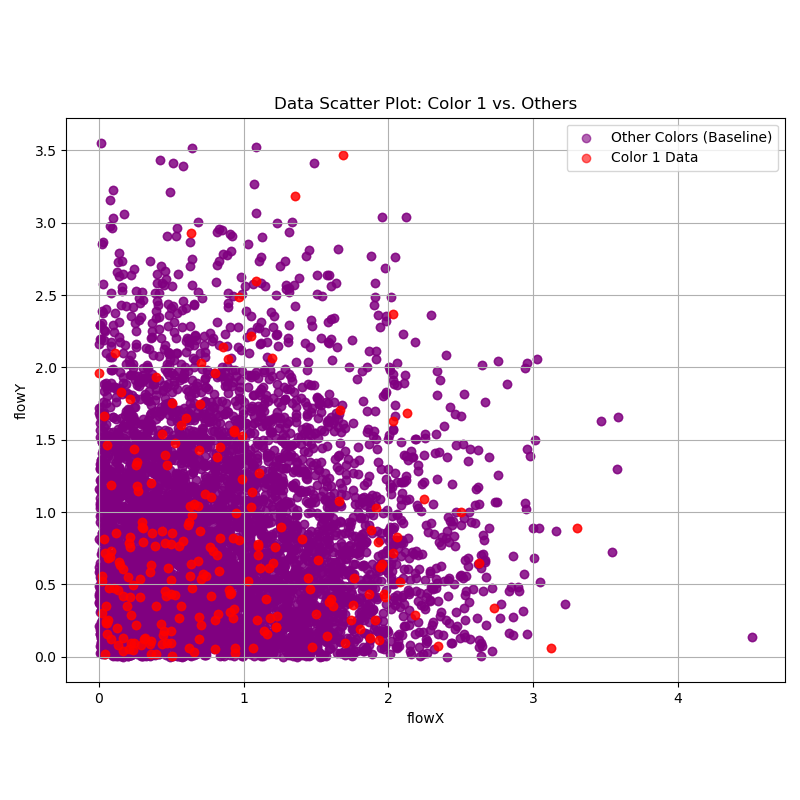 Data Scatter Plot: Color 1 vs. Others
Other Colors (Baseline)
Color 1 Data
3.5
3.0
2.5
2.0
1.5
1.0
0.5
0.0
flowY
0 1 2 3 4
flowX